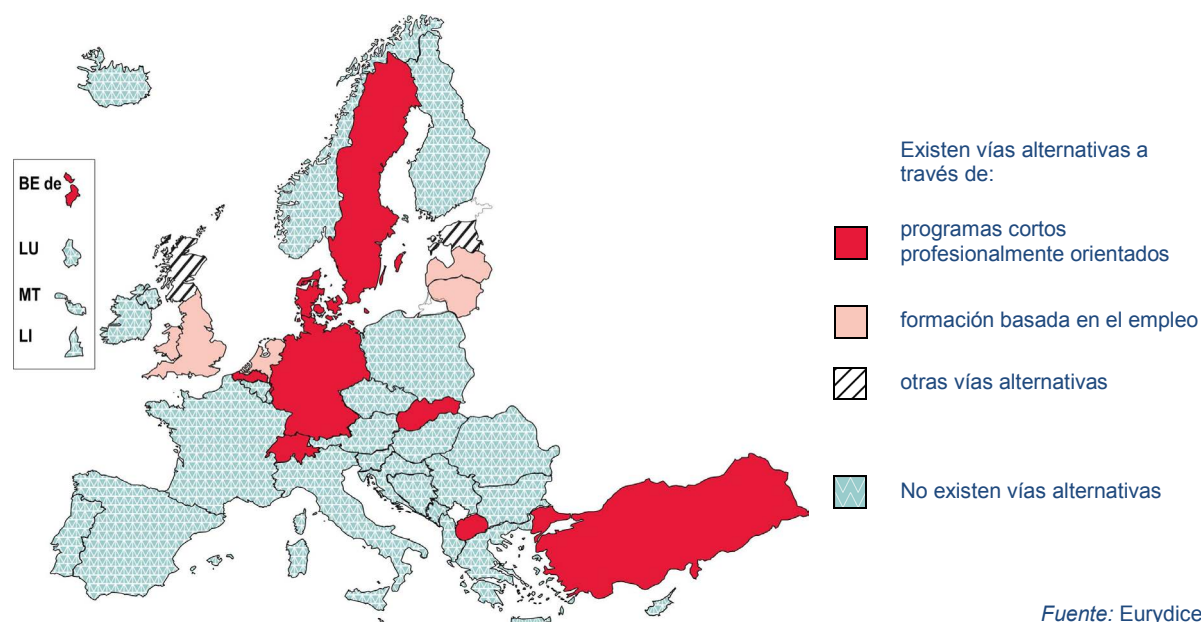 BE de
LU
MT
LI
Existen vías alternativas a
través de:
programas cortos
profesionalmente orientados
formación basada en el empleo
otras vías alternativas
No existen vías alternativas
Fuente: Eurydice